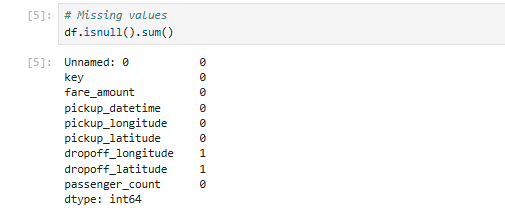 [5]: # Missing values
df.isnull().sum()
[5]: Unnamed: 0 0
key 0
fare_amount 0
pickup_datetime 0
pickup_longitude 0
pickup_latitude 0
dropoff_longitude 1
dropoff_latitude 1
passenger_count 0
dtype: int64